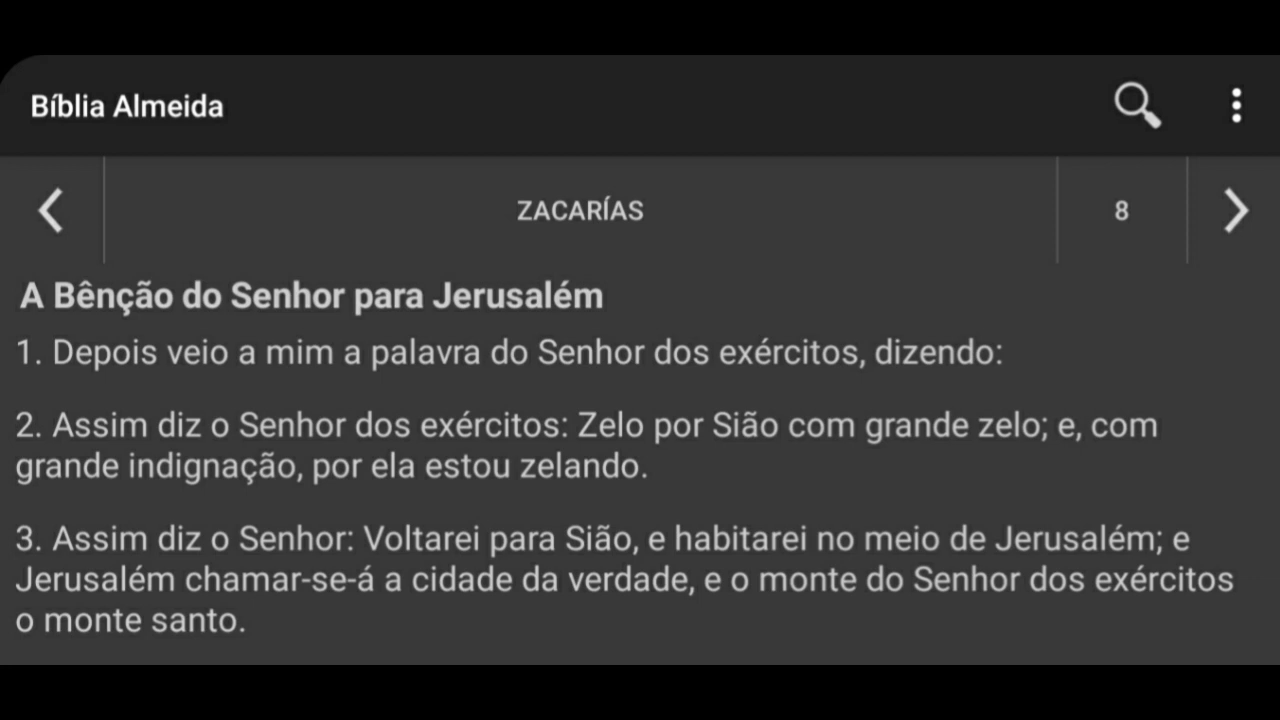 Bíblia Almeida
ZACARÍAS
8
A Bênção do Senhor para Jerusalém
1. Depois veio a mim a palavra do Senhor dos exércitos, dizendo:
2. Assim diz o Senhor dos exércitos: Zelo por Sião com grande zelo; e, com
grande indignação, por ela estou zelando.
3. Assim diz o Senhor: Voltarei para Sião, e habitarei no meio de Jerusalém; e
Jerusalém chamar-se-á a cidade da verdade, e o monte do Senhor dos exércitos
o monte santo.